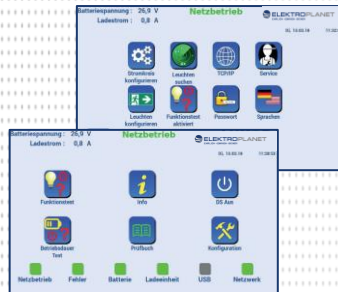 Batteriespannung : 26,9 V Netzbetrieb
Ladestrom : 0,8 A
ELEKTROPLANET
Stromkreis konfigurieren
Leuchten suchen
TCP/IP
Service
Leuchten konfigurieren
Funktionstest aktiviert
Passwort
Sprachen
Batteriespannung : 26,9 V Netzbetrieb
Ladestrom : 0,8 A
ELEKTROPLANET
Funktionstest
Info
DS Aus
Betriebsdauer Test
Prüfbuch
Konfiguration
Netzbetrieb Fehler Batterie Ladeeinheit USB Netzwerk